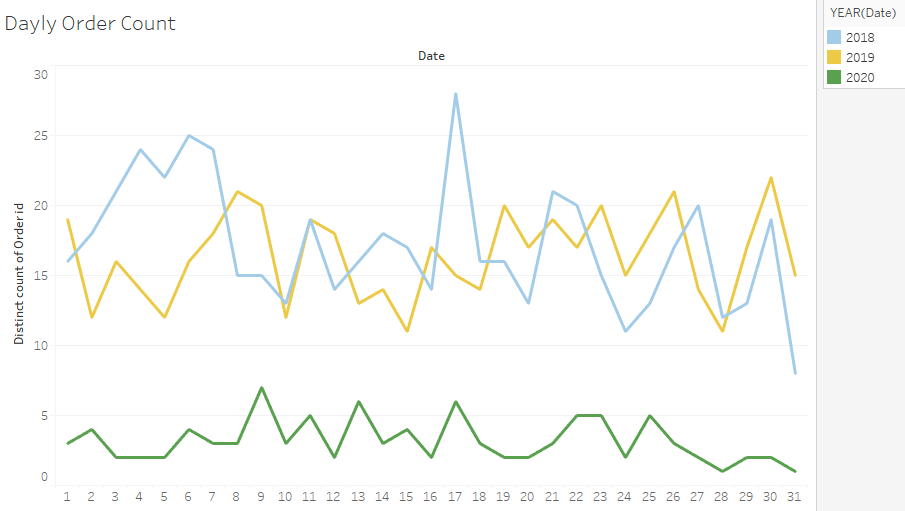 Dayly Order Count
YEAR(Date)
2018
2019
2020
Date
Distinct count of Order id
30
25
20
15
10
5
0
1 2 3 4 5 6 7 8 9 10 11 12 13 14 15 16 17 18 19 20 21 22 23 24 25 26 27 28 29 30 31